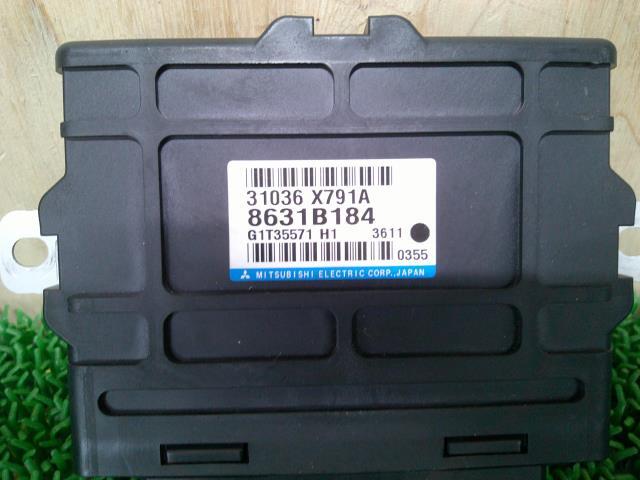 31036 X791A
8631B184
G1T35571 H1 3611
0355
MITSUBISHI ELECTRIC CORP.,JAPAN